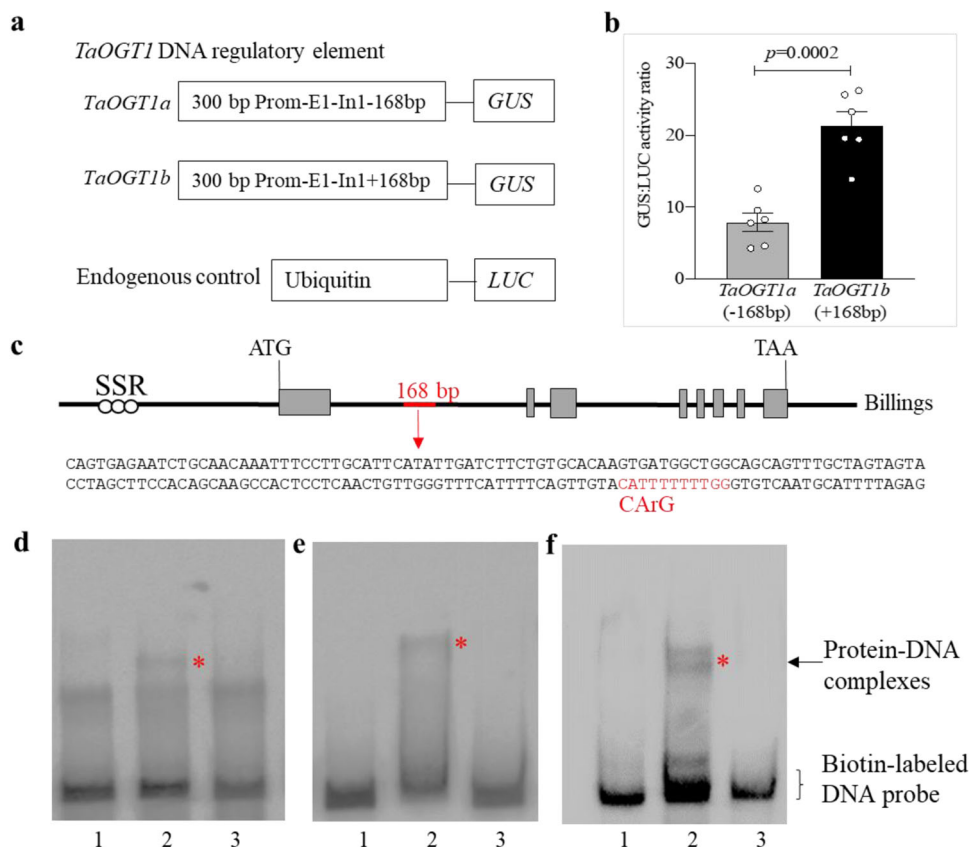 a
TaOGT1 DNA regulatory element
TaOGT1a 300 bp Prom-E1-In1-168bp GUS
TaOGT1b 300 bp Prom-E1-In1+168bp GUS
Endogenous control Ubiquitin LUC
b
p=0.0002
GUS:LUC activity ratio
30
20
10
0
TaOGT1a TaOGT1b
(-168bp) (+168bp)
c
ATG TAA
SSR 168 bp
Billings
CAGTGAGAATCTGCAACAAATTTCCTTGCATTCATATTGATCTTCTGTGCACAAGTGATGGCTGGCAGCAGTTTGCTAGTAGTA
CCTAGCTTCCACAGCAAGCCACTCCTCAACTGTTGGGTTTCATTTTCAGTTGTACATTTTTTTGGGTGTCAATGCATTTTAGAG
CArG
d e f
* * *
Protein-DNA
complexes
Biotin-labeled
DNA probe
1 2 3 1 2 3 1 2 3